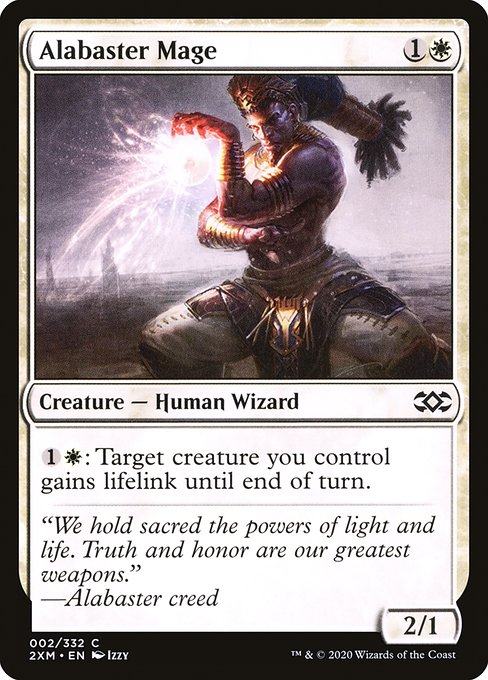 Alabaster Mage 1
Creature — Human Wizard
1: Target creature you control
gains lifelink until end of turn.
“We hold sacred the powers of light and
life. Truth and honor are our greatest
weapons.”
—Alabaster creed
2/1
002/332 C
2XM • EN Izzy
™ & © 2020 Wizards of the Coast